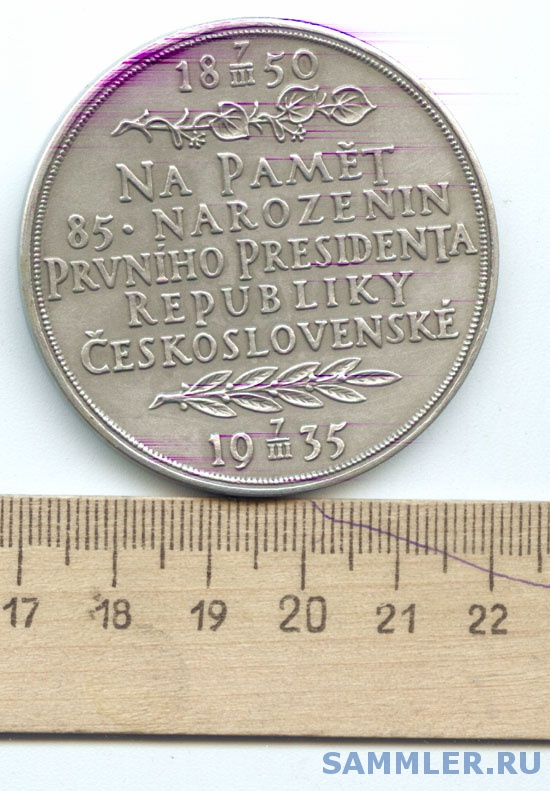 18 7/III 50
NA PAMĚT
85. NAROZENIN
PRVNÍHO PRESIDENTA
REPUBLIKY
ČESKOSLOVENSKÉ
19 7/III 35
17 18 19 20 21 22
SAMMLER.RU